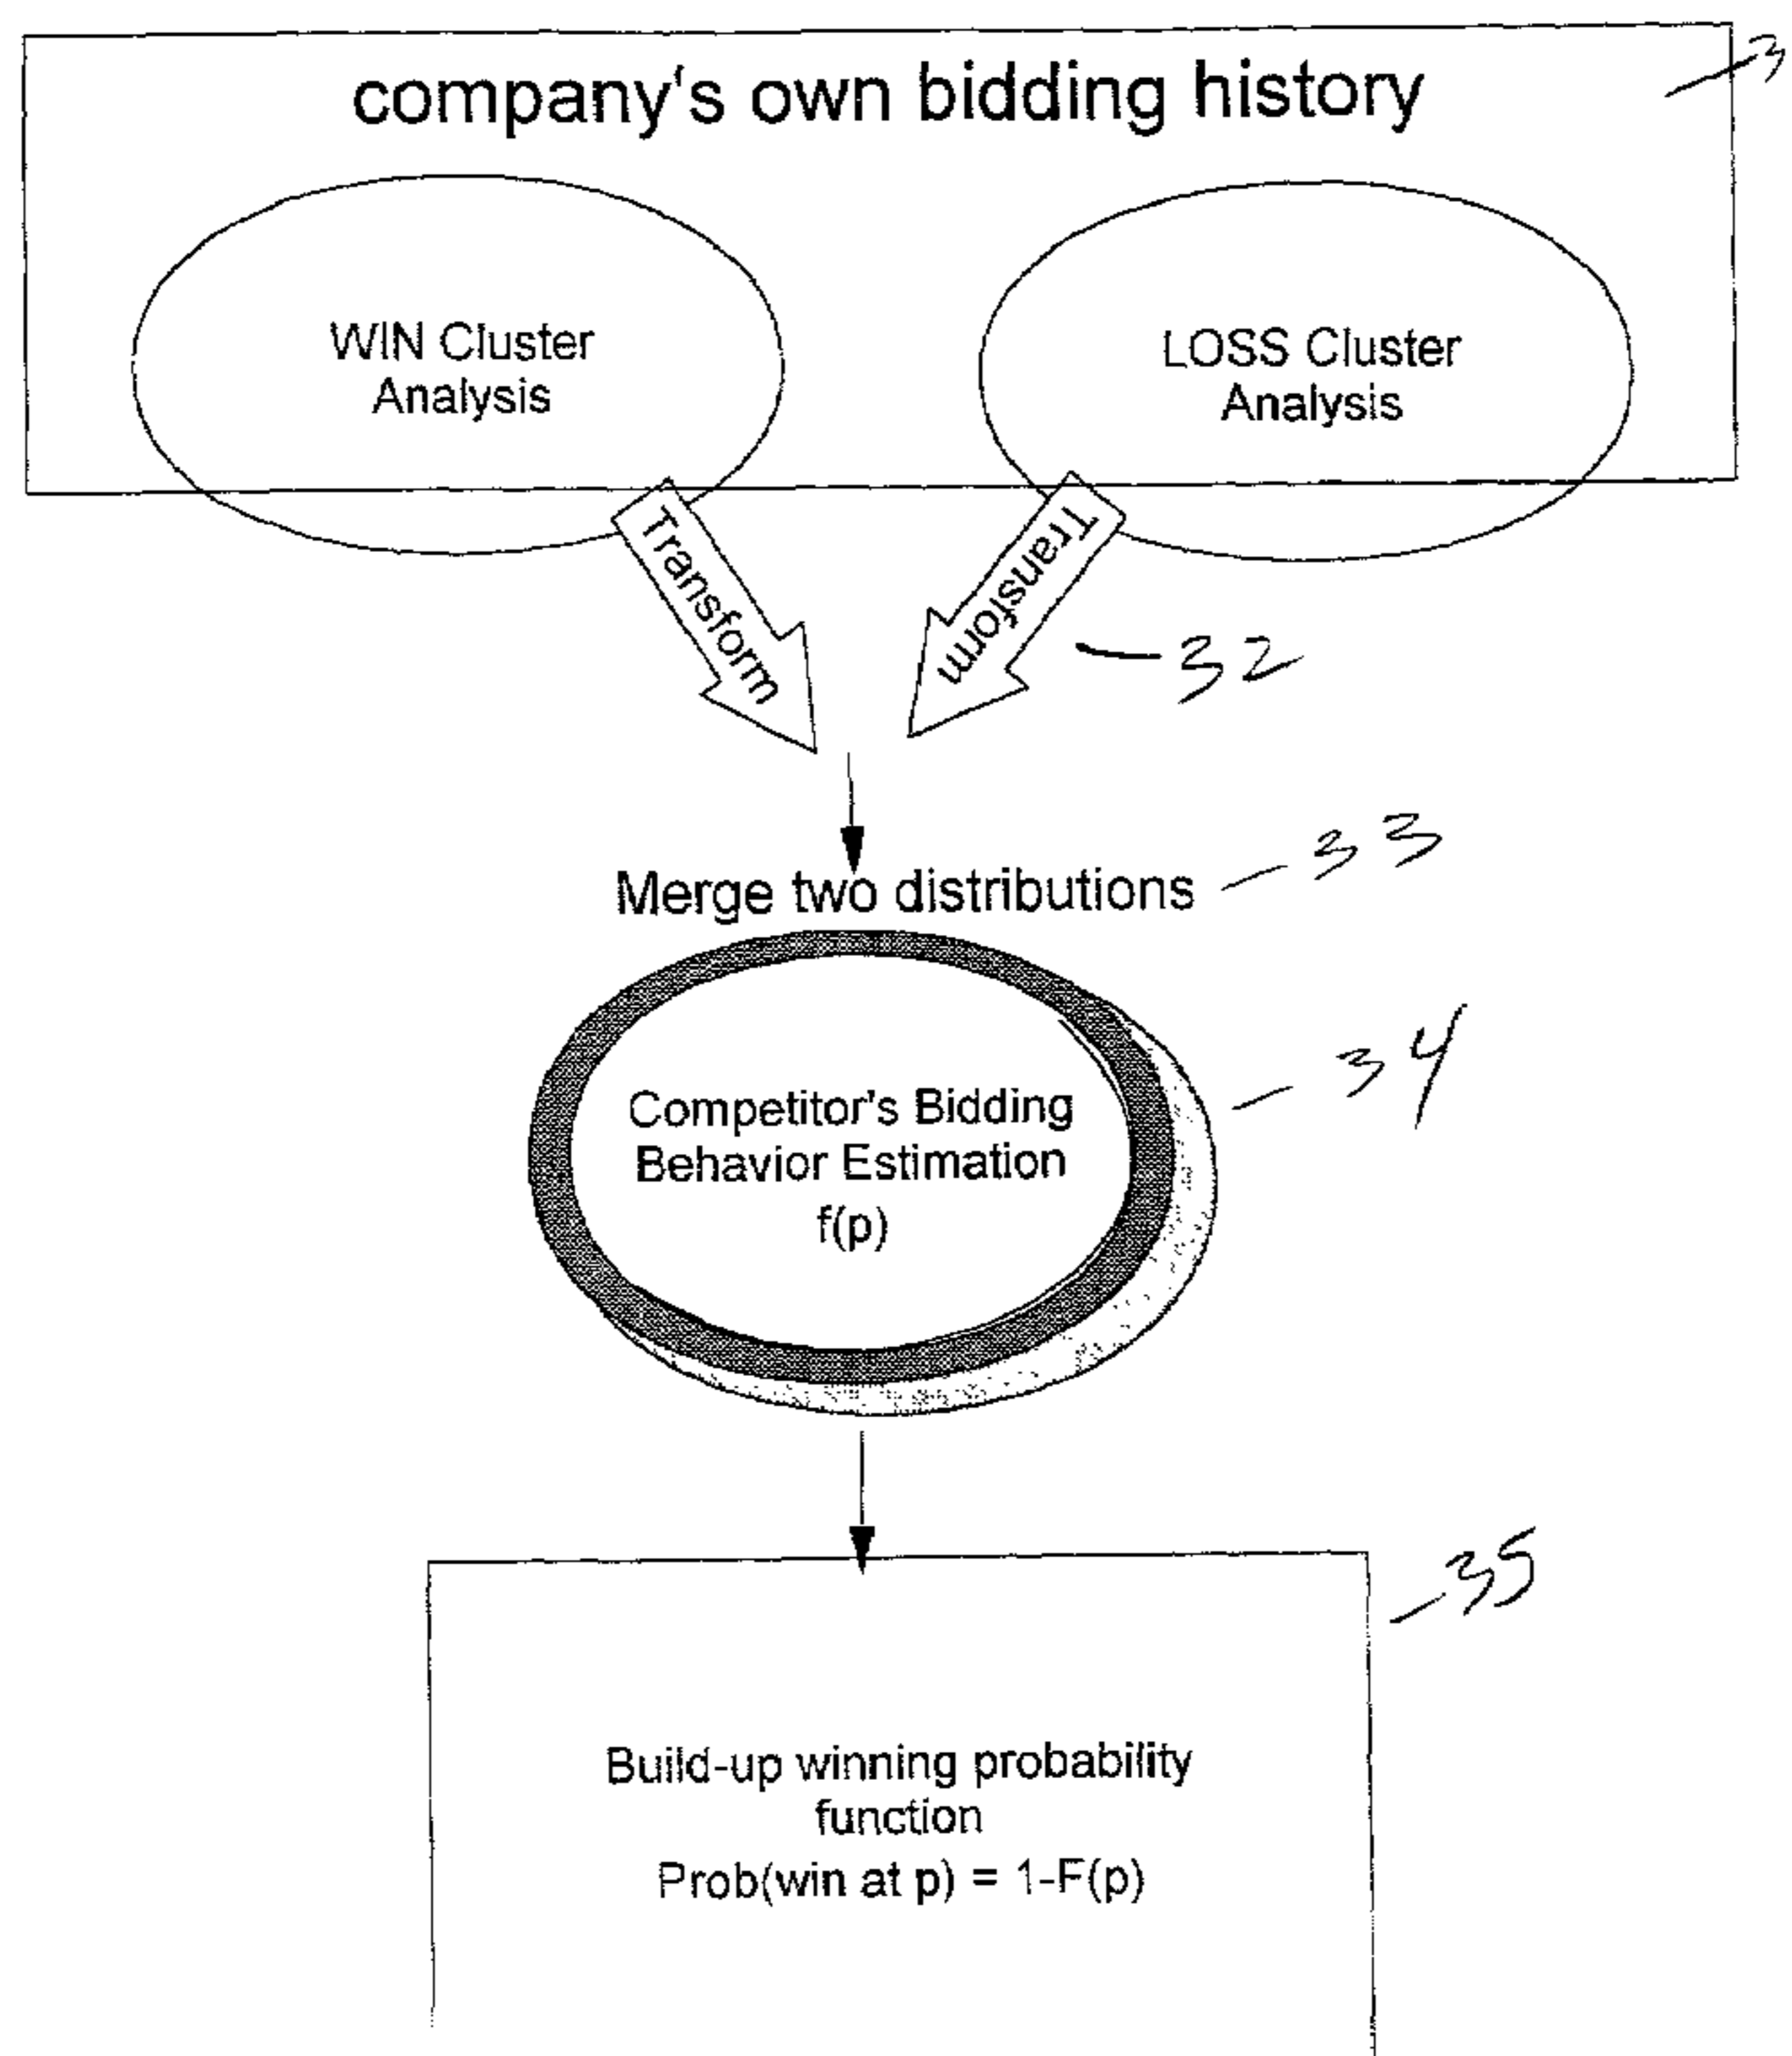 company's own bidding history
3
WIN Cluster
Analysis
LOSS Cluster
Analysis
Transform
Transform
32
Merge two distributions
33
Competitor's Bidding
Behavior Estimation
f(p)
34
35
Build-up winning probability
function
Prob(win at p) = 1-F(p)